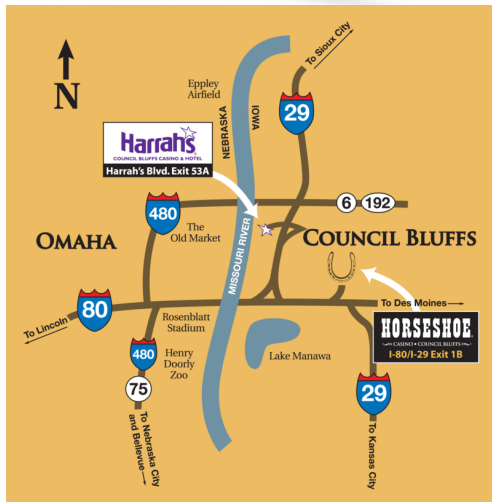 To Sioux City
N
Eppley
Airfield
NEBRASKA
IOWA
29
Harrah's
COUNCIL BLUFFS CASINO & HOTEL
Harrah's Blvd. Exit 53A
480
6
192
The
Old Market
OMAHA
COUNCIL BLUFFS
MISSOURI RIVER
80
To Lincoln
To Des Moines
Rosenblatt
Stadium
HORSESHOE
CASINO • COUNCIL BLUFFS
I-80/I-29 Exit 1B
480
Henry
Doorly
Zoo
Lake Manawa
75
29
To Nebraska City
and Bellevue
To Kansas City